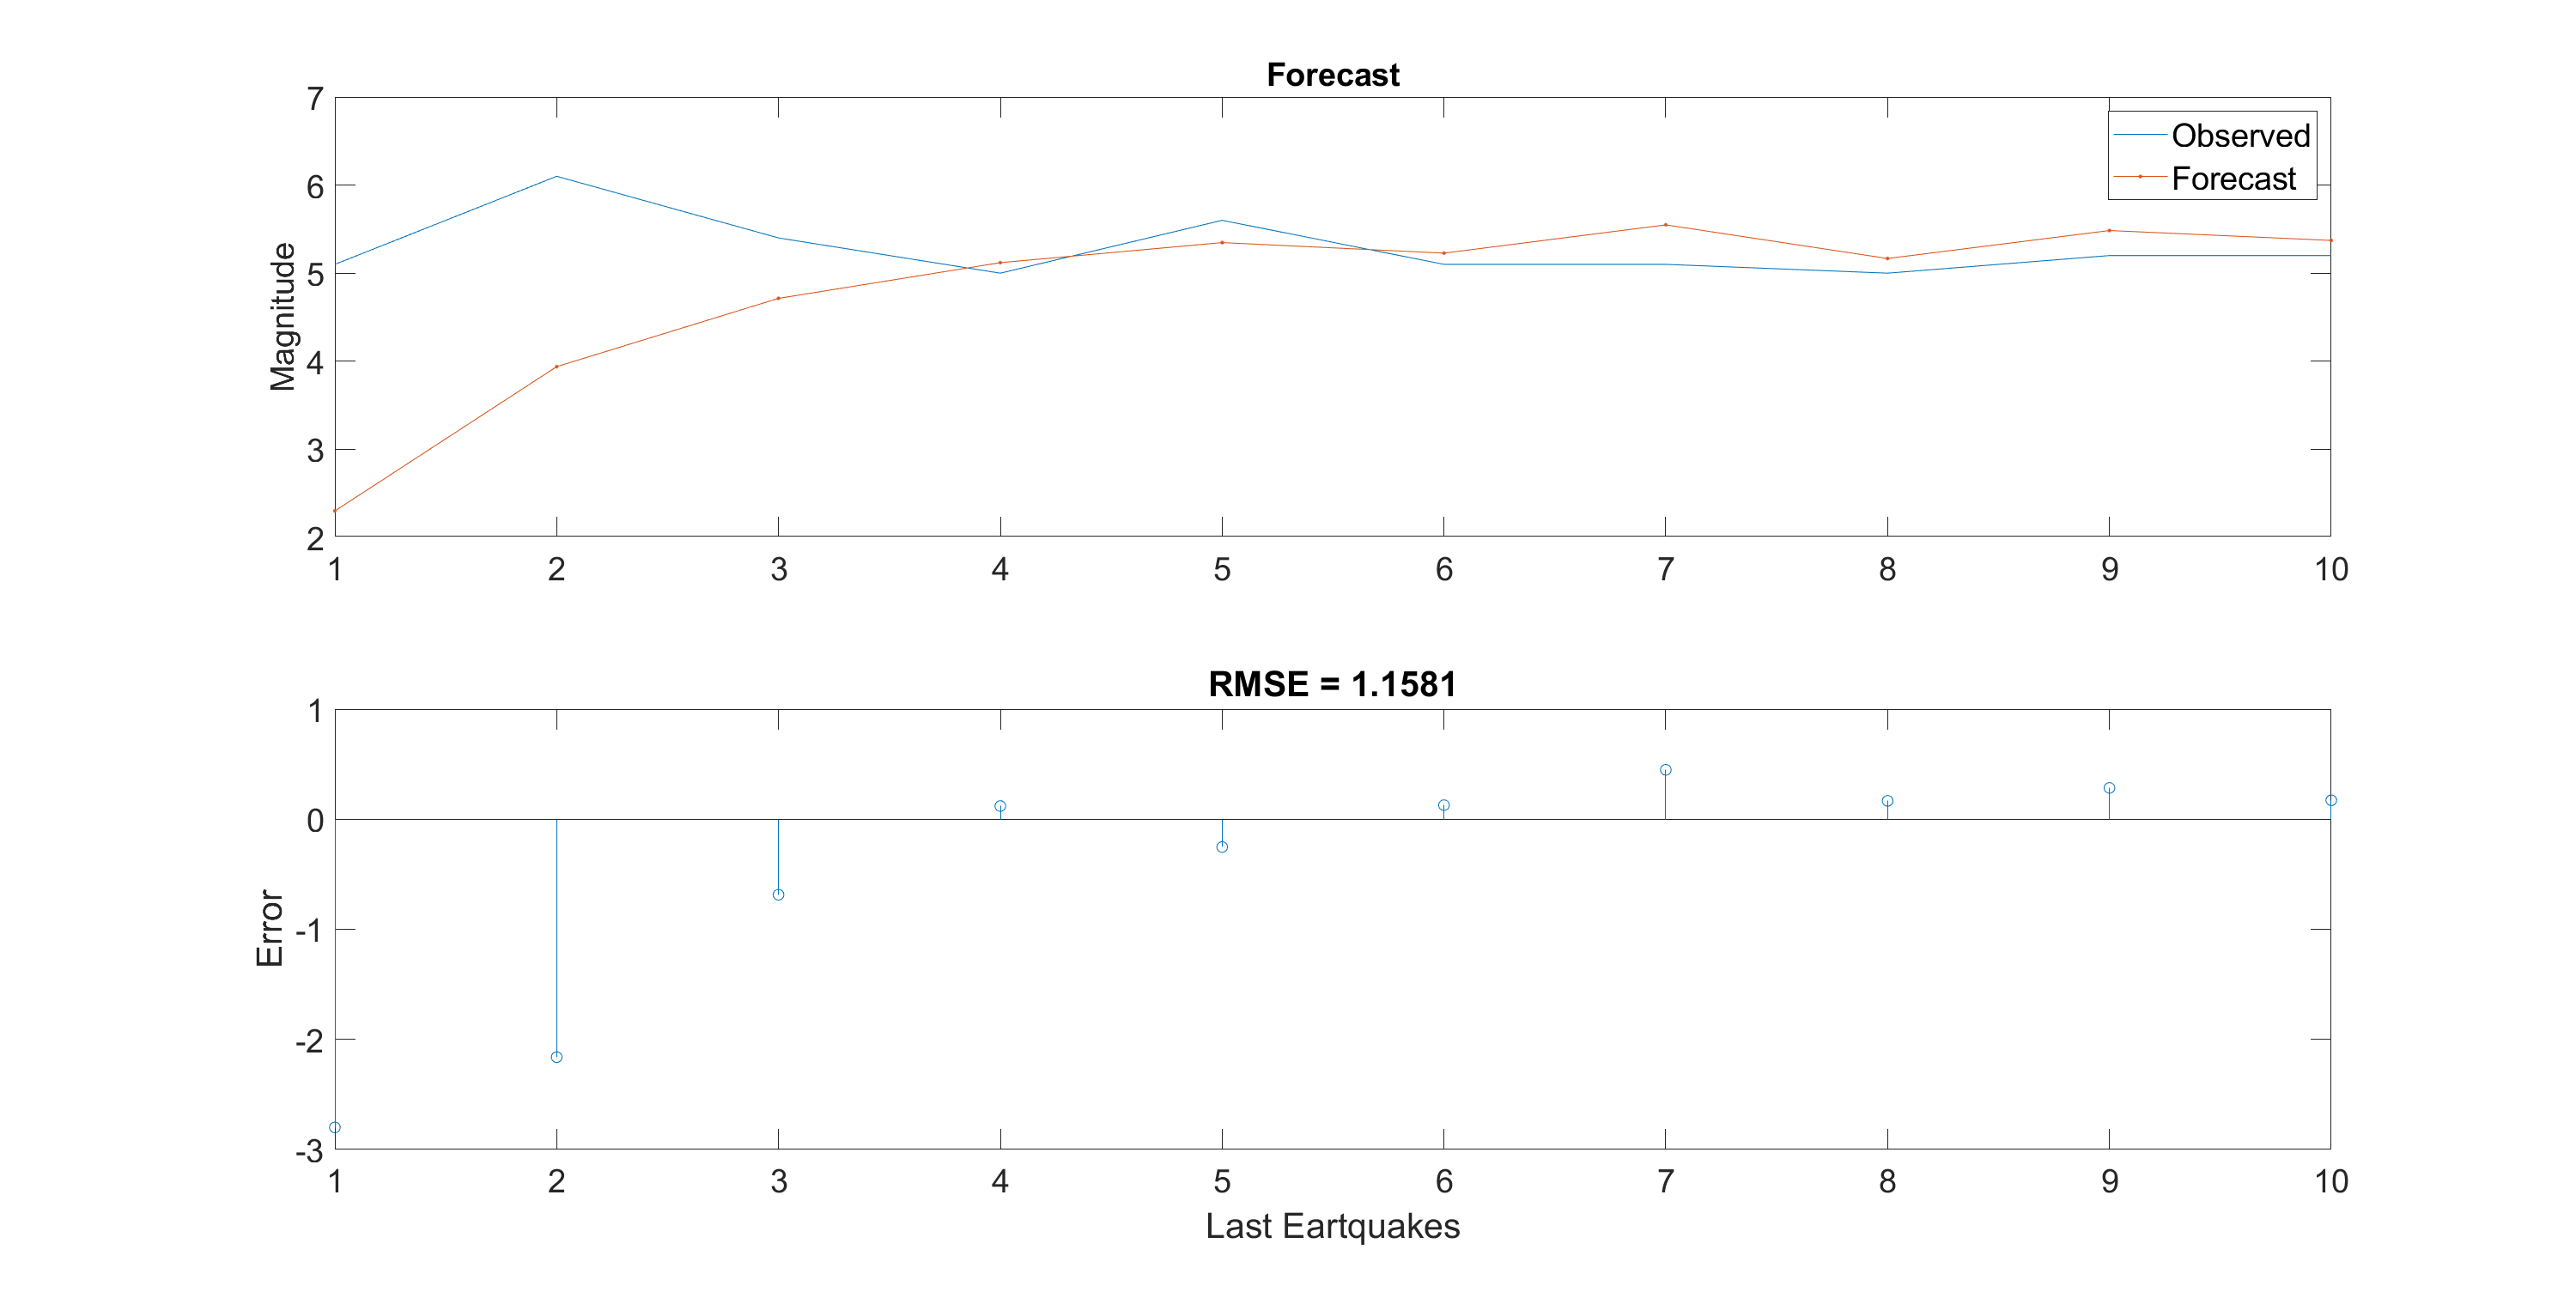 Forecast
7
6
5
4
3
2
Magnitude
Observed
Forecast
1 2 3 4 5 6 7 8 9 10
RMSE = 1.1581
1
0
-1
-2
-3
Error
1 2 3 4 5 6 7 8 9 10
Last Eartquakes